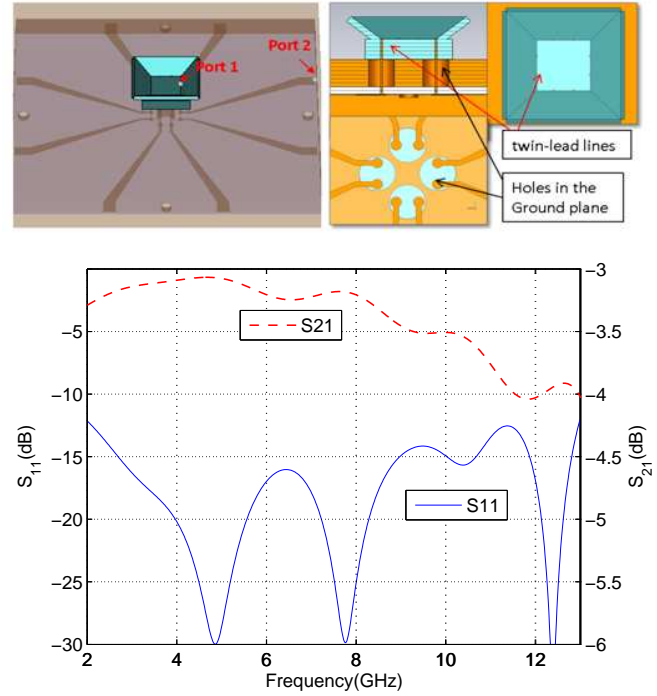 Port 2
Port 1
twin-lead lines
Holes in the
Ground plane
S21
S11
−5
−10
−15
−20
−25
−30
S11(dB)
−3
−3.5
−4
−4.5
−5
−5.5
−6
S21(dB)
2 4 6 8 10 12
Frequency(GHz)